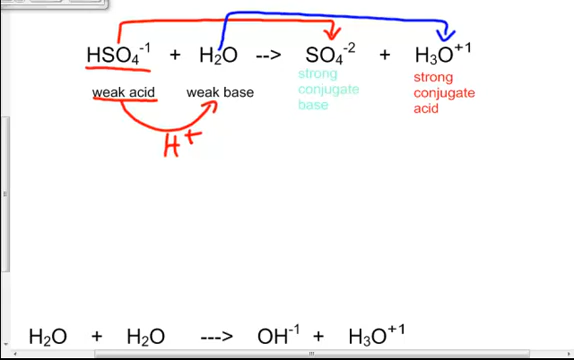 HSO₄⁻¹ + H₂O --> SO₄⁻² + H₃O⁺¹
weak acid weak base strong conjugate base strong conjugate acid
H+
H₂O + H₂O ---> OH⁻¹ + H₃O⁺¹